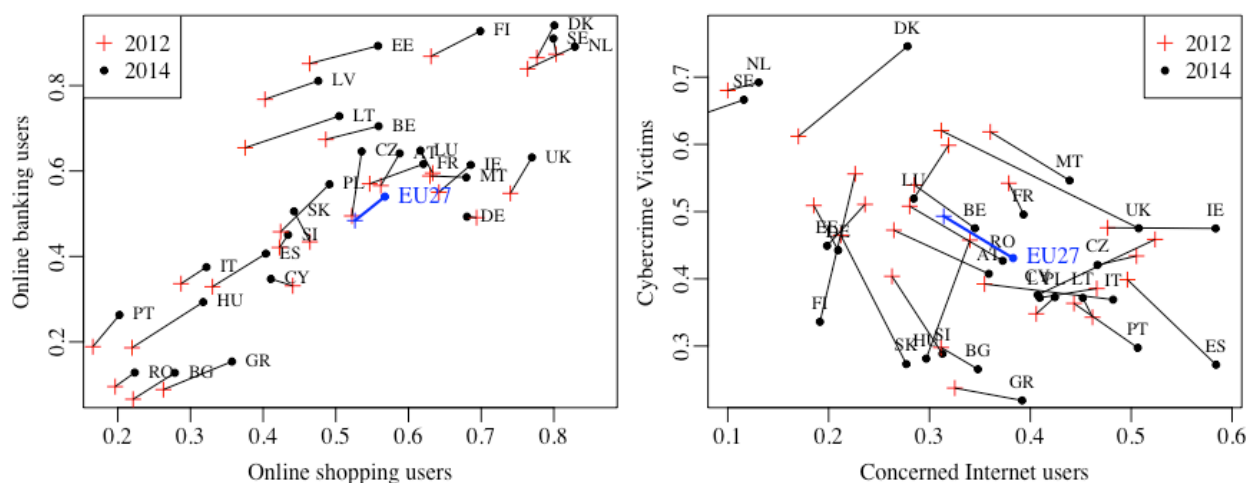 2012
2014
DK
SE
NL
FI
EE
LV
LT
BE
CZ
AT
LU
FR
IE
MT
UK
PL
EU27
SK
DE
ES
IT
CY
HU
PT
RO
BG
GR
0.2
0.4
0.6
0.8
Online banking users
0.2
0.3
0.4
0.5
0.6
0.7
0.8
Online shopping users
2012
2014
DK
NL
SE
MT
LU
FR
BE
UK
IE
EE
DE
RO
EU27
CZ
AT
CY
LV
PL
LT
IT
FI
SK
HU
SI
BG
PT
ES
GR
0.3
0.4
0.5
0.6
0.7
Cybercrime Victims
0.1
0.2
0.3
0.4
0.5
0.6
Concerned Internet users